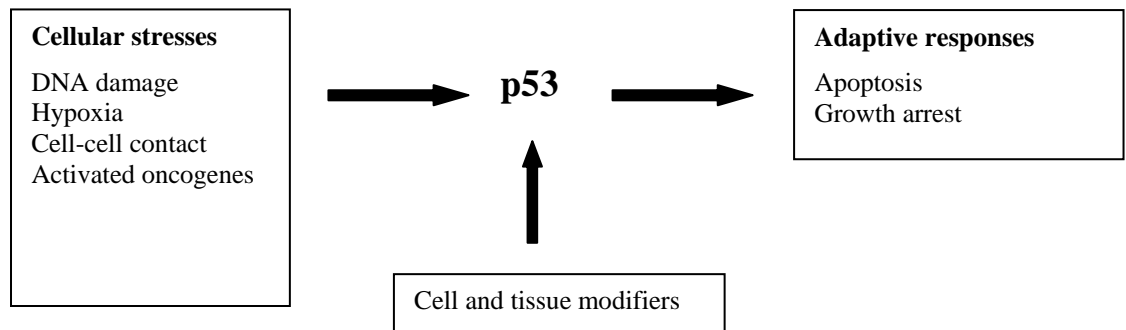 Cellular stresses
DNA damage
Hypoxia
Cell-cell contact
Activated oncogenes
p53
Adaptive responses
Apoptosis
Growth arrest
Cell and tissue modifiers